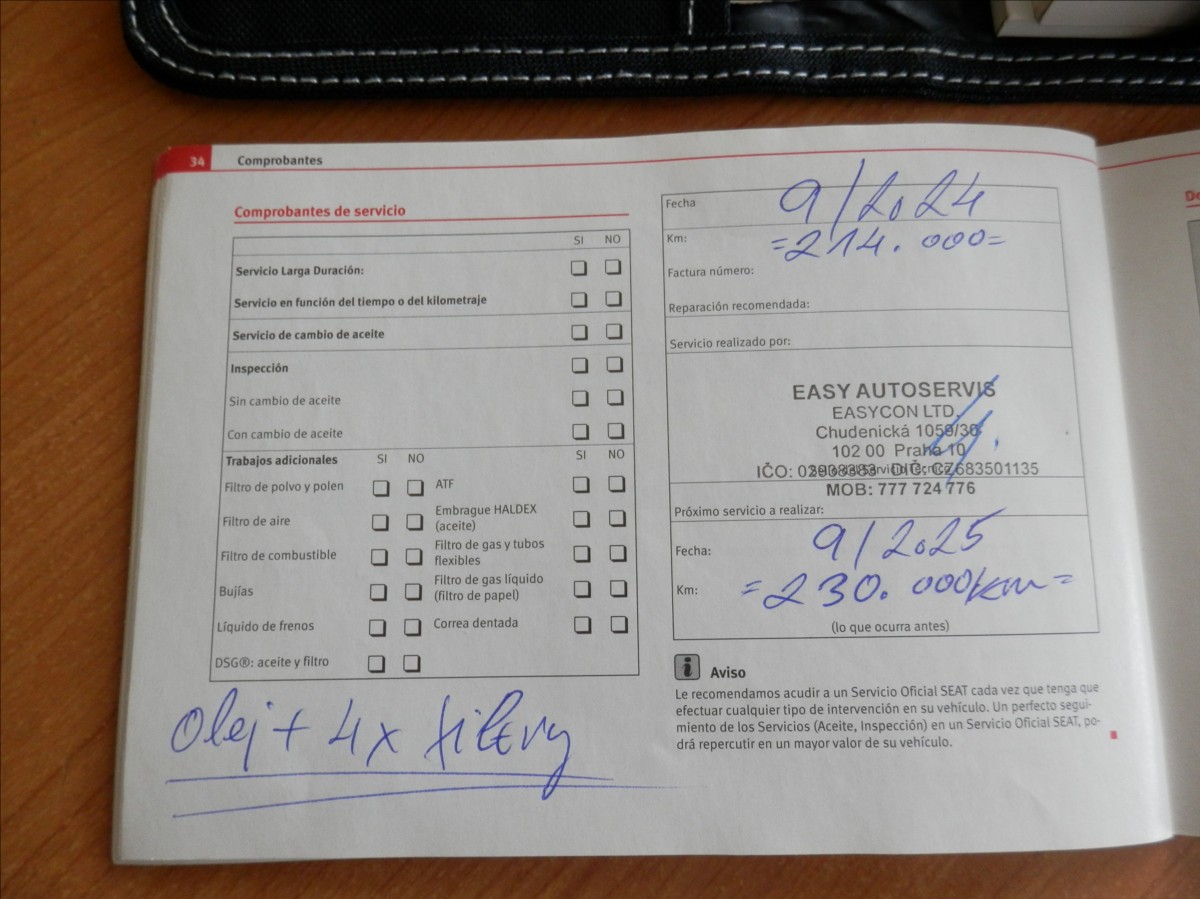 34 Comprobantes
Comprobantes de servicio
SI NO
Servicio Larga Duración:
Servicio en función del tiempo o del kilometraje
Servicio de cambio de aceite
Inspección
Sin cambio de aceite
Con cambio de aceite
Trabajos adicionales SI NO SI NO
Filtro de polvo y polen ATF
Filtro de aire Embrague HALDEX
(aceite)
Filtro de combustible Filtro de gas y tubos
flexibles
Bujías Filtro de gas líquido
(filtro de papel)
Líquido de frenos Correa dentada
DSG®: aceite y filtro
Olej + 4x filtry
Fecha 9/2024
Km: =214.000=
Factura número:
Reparación recomendada:
Servicio realizado por:
EASY AUTOSERVIS
EASYCON LTD.
Chudenická 1059/30
102 00 Praha 10
IČO: DIČ: CZ683501135
MOB: 777 724 776
Próximo servicio a realizar:
Fecha: 9/2025
Km: =230.000km=
(lo que ocurra antes)
i Aviso
Le recomendamos acudir a un Servicio Oficial SEAT cada vez que tenga que
efectuar cualquier tipo de intervención en su vehículo. Un perfecto segui-
miento de los Servicios (Aceite, Inspección) en un Servicio Oficial SEAT, po-
drá repercutir en un mayor valor de su vehículo.